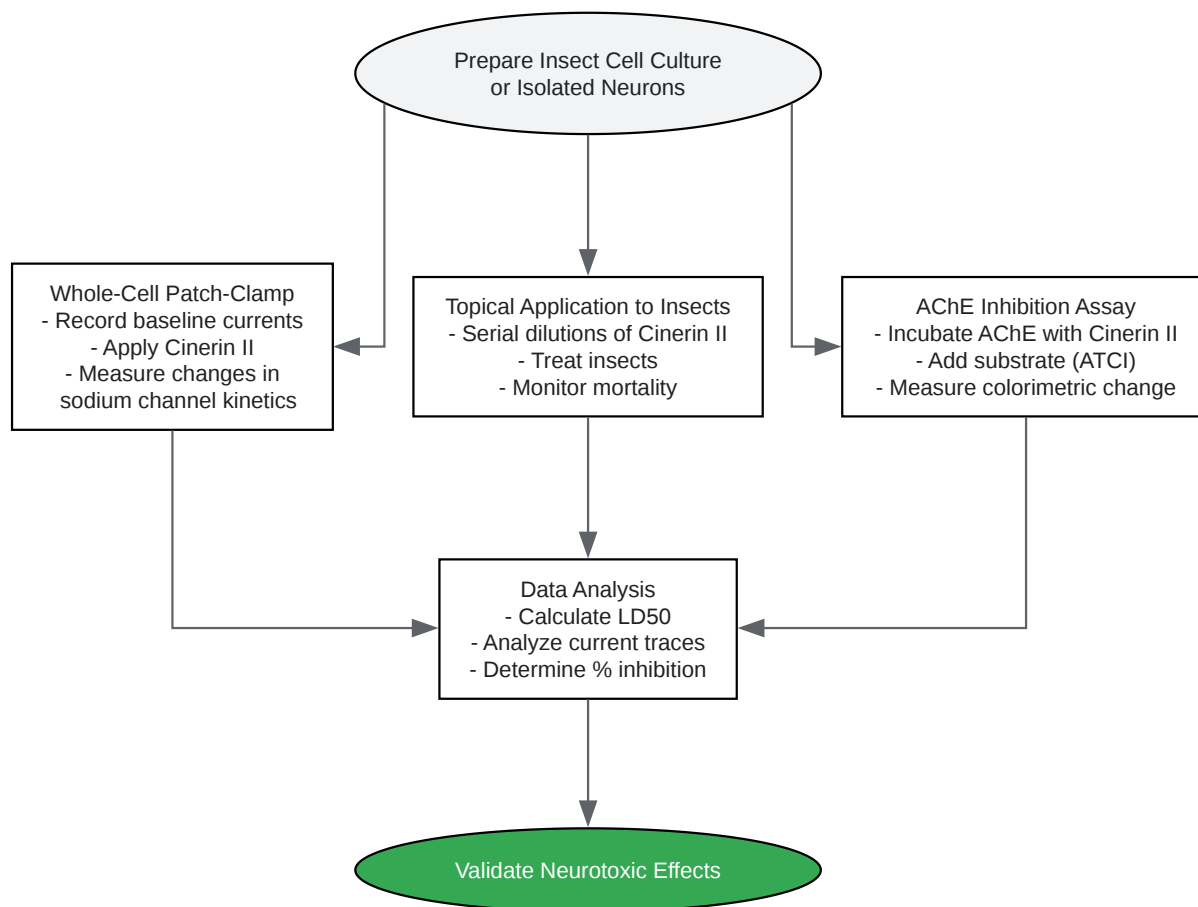 Prepare Insect Cell Culture
or Isolated Neurons
Whole-Cell Patch-Clamp
- Record baseline currents
- Apply Cinerin II
- Measure changes in
sodium channel kinetics
Topical Application to Insects
- Serial dilutions of Cinerin II
- Treat insects
- Monitor mortality
AChE Inhibition Assay
- Incubate AChE with Cinerin II
- Add substrate (ATCI)
- Measure colorimetric change
Data Analysis
- Calculate LD50
- Analyze current traces
- Determine % inhibition
Validate Neurotoxic Effects